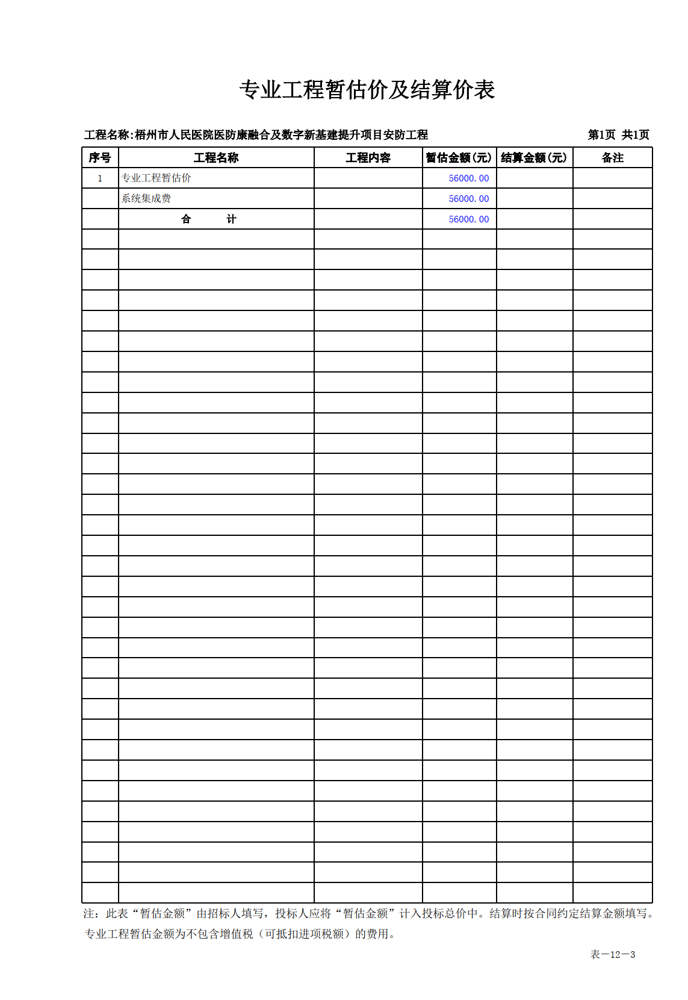 专业工程暂估价及结算价表
工程名称:梧州市人民医院医防康融合及数字新基建提升项目安防工程 第1页 共1页
序号 工程名称 工程内容 暂估金额(元) 结算金额(元) 备注
1 专业工程暂估价 56000.00
系统集成费 56000.00
合 计 56000.00
注：此表“暂估金额”由招标人填写，投标人应将“暂估金额”计入投标总价中。结算时按合同约定结算金额填写。
专业工程暂估金额为不包含增值税（可抵扣进项税额）的费用。
表－12－3